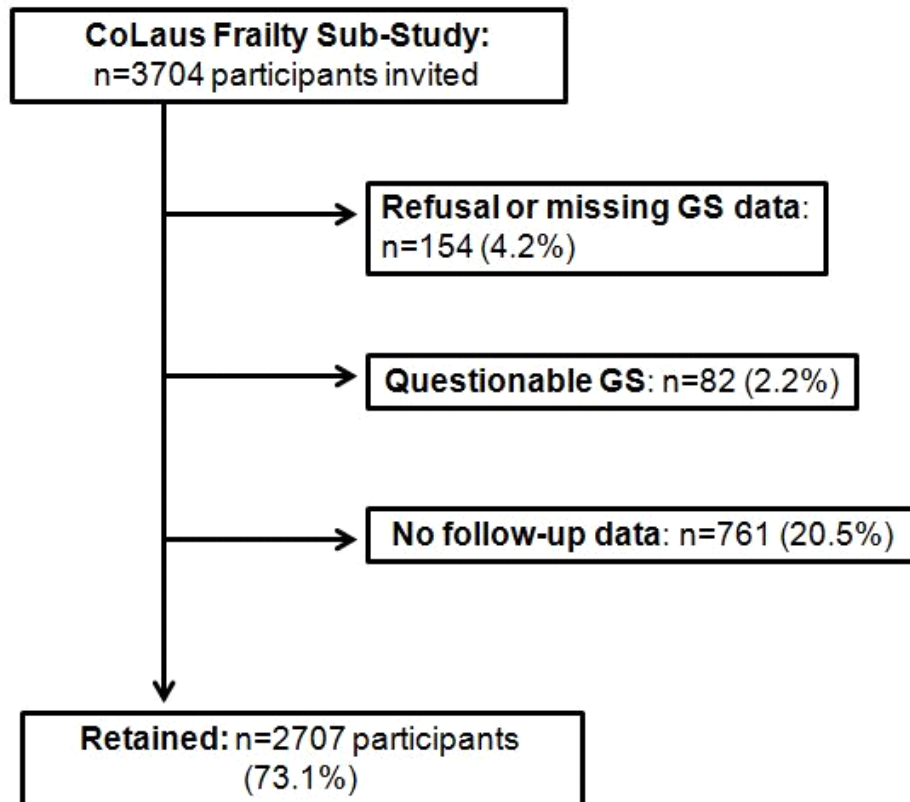 CoLaus Frailty Sub-Study:
n=3704 participants invited
Refusal or missing GS data:
n=154 (4.2%)
Questionable GS: n=82 (2.2%)
No follow-up data: n=761 (20.5%)
Retained: n=2707 participants
(73.1%)